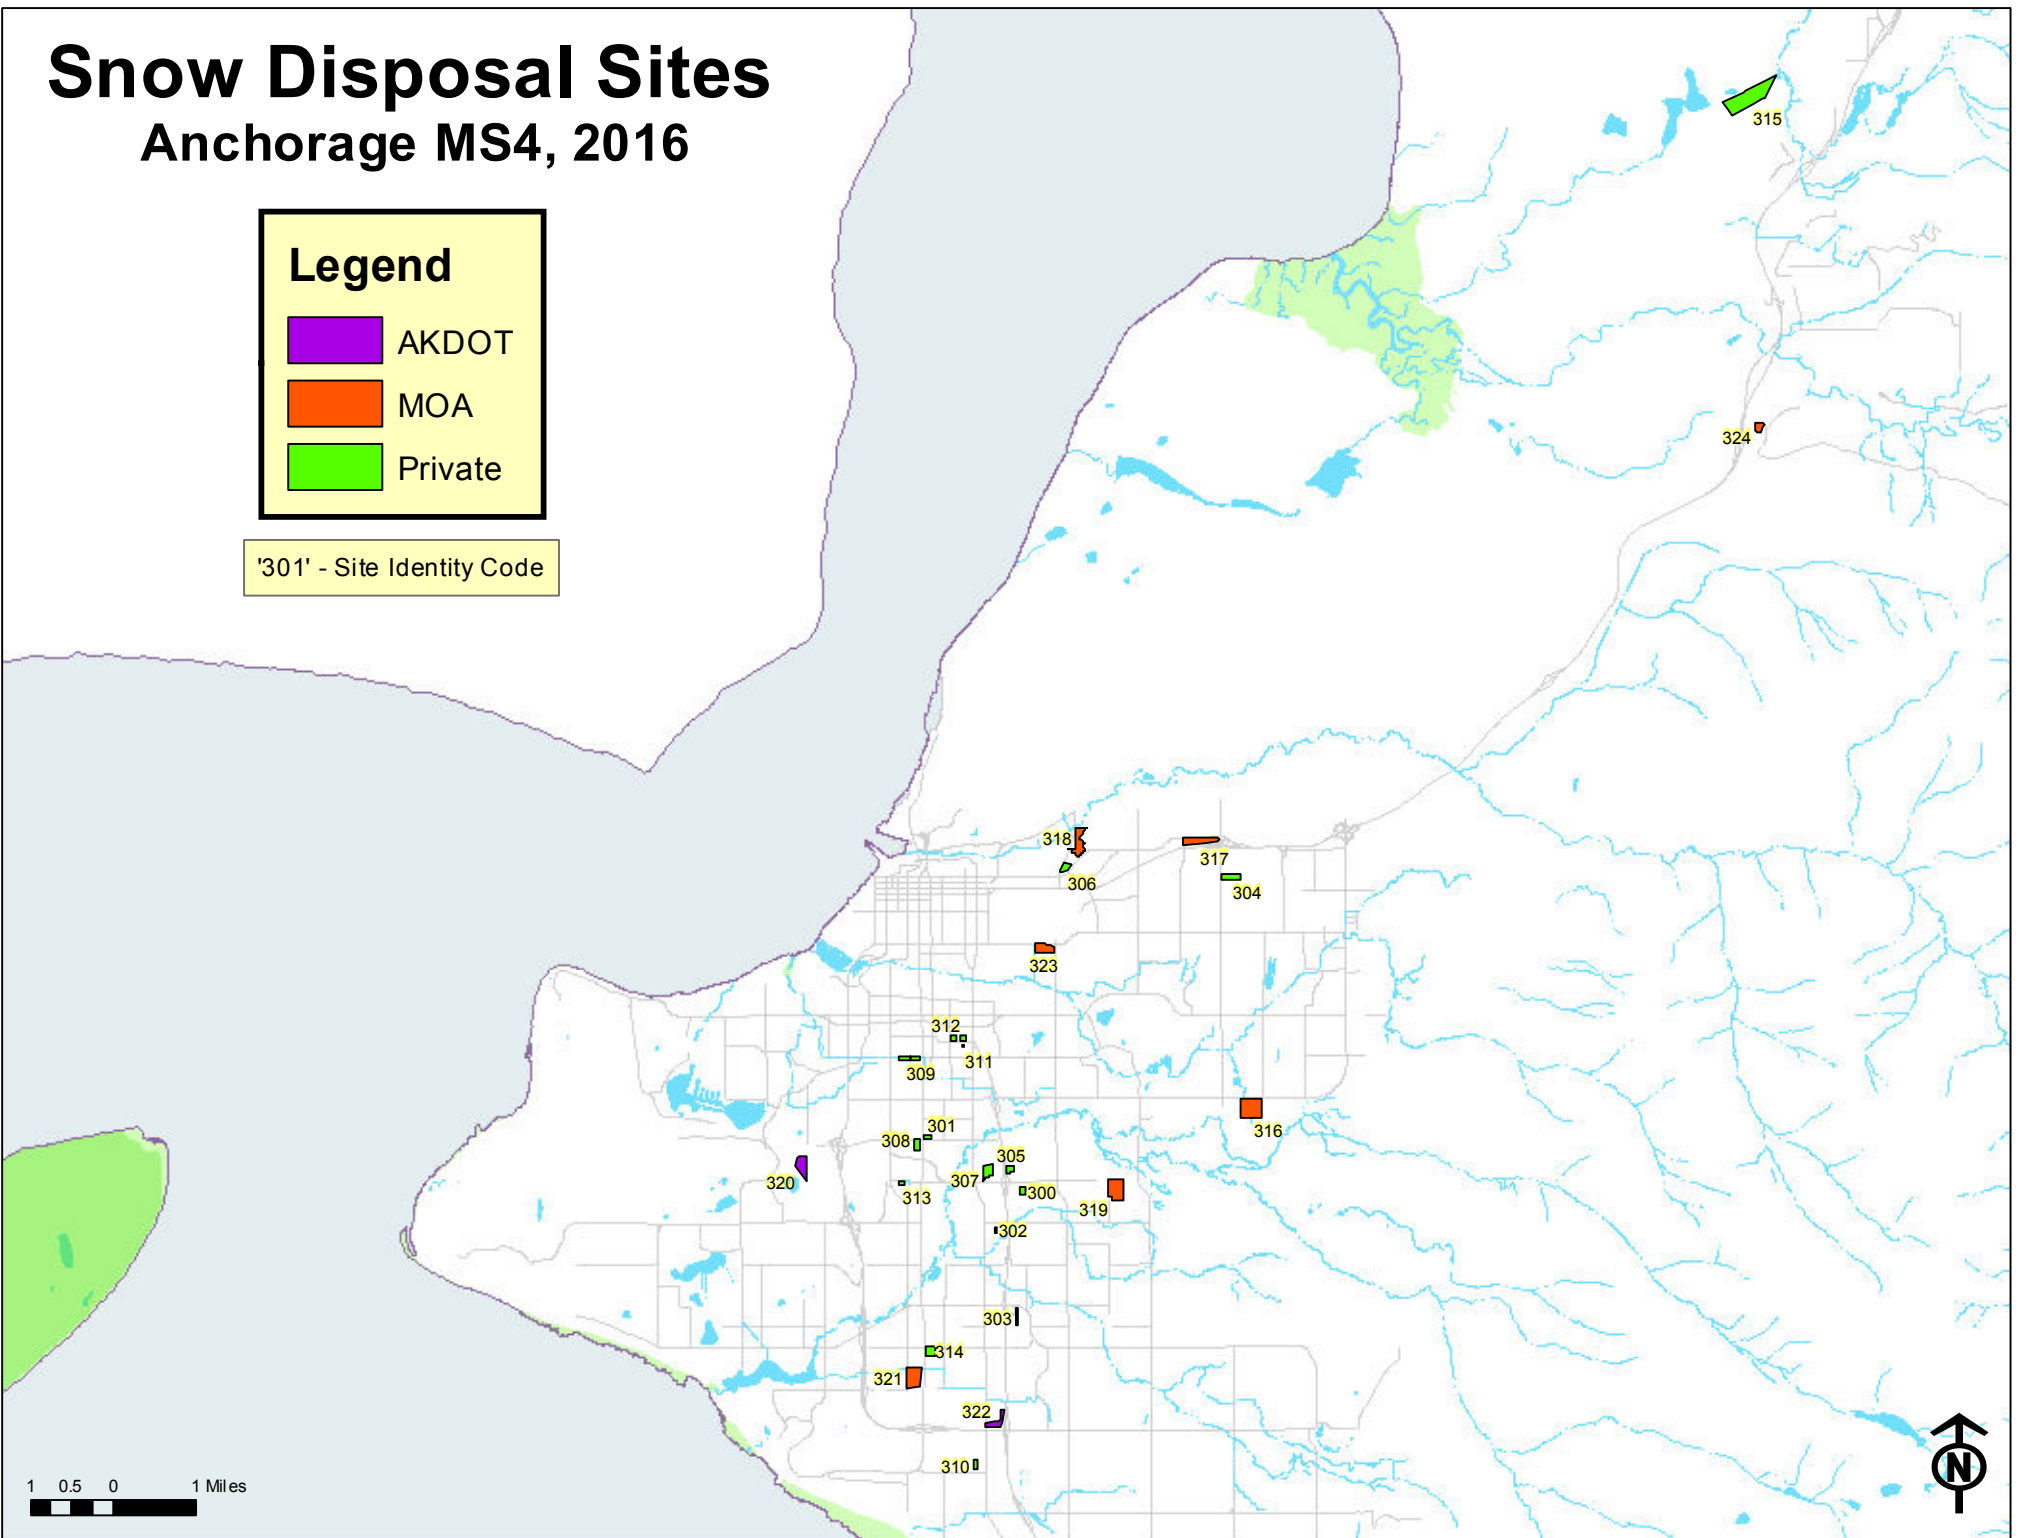 Snow Disposal Sites
Anchorage MS4, 2016
Legend
AKDOT
MOA
Private
'301' - Site Identity Code
315
324
318
317
306
304
323
312
311
309
316
301
308
305
307
320
300
313
319
302
303
314
321
322
310
1 0.5 0 1 Miles
N